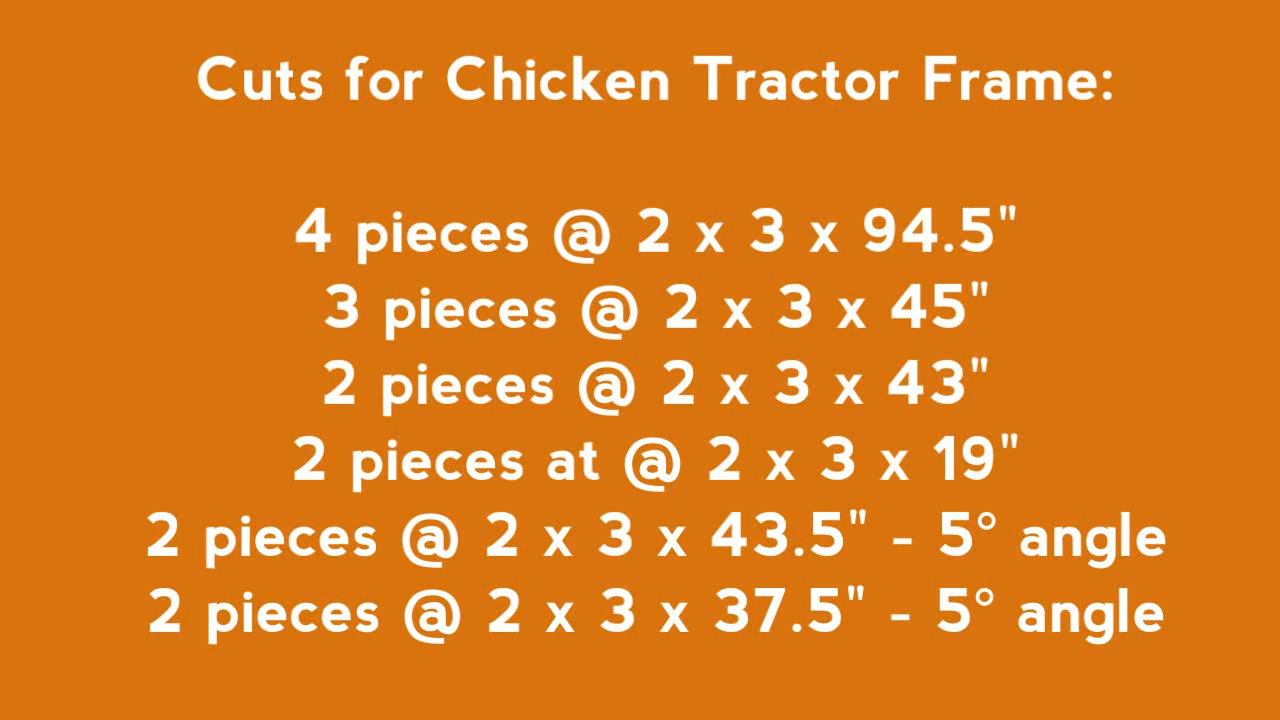 Cuts for Chicken Tractor Frame:
4 pieces @ 2 x 3 x 94.5"
3 pieces @ 2 x 3 x 45"
2 pieces @ 2 x 3 x 43"
2 pieces at @ 2 x 3 x 19"
2 pieces @ 2 x 3 x 43.5" - 5° angle
2 pieces @ 2 x 3 x 37.5" - 5° angle